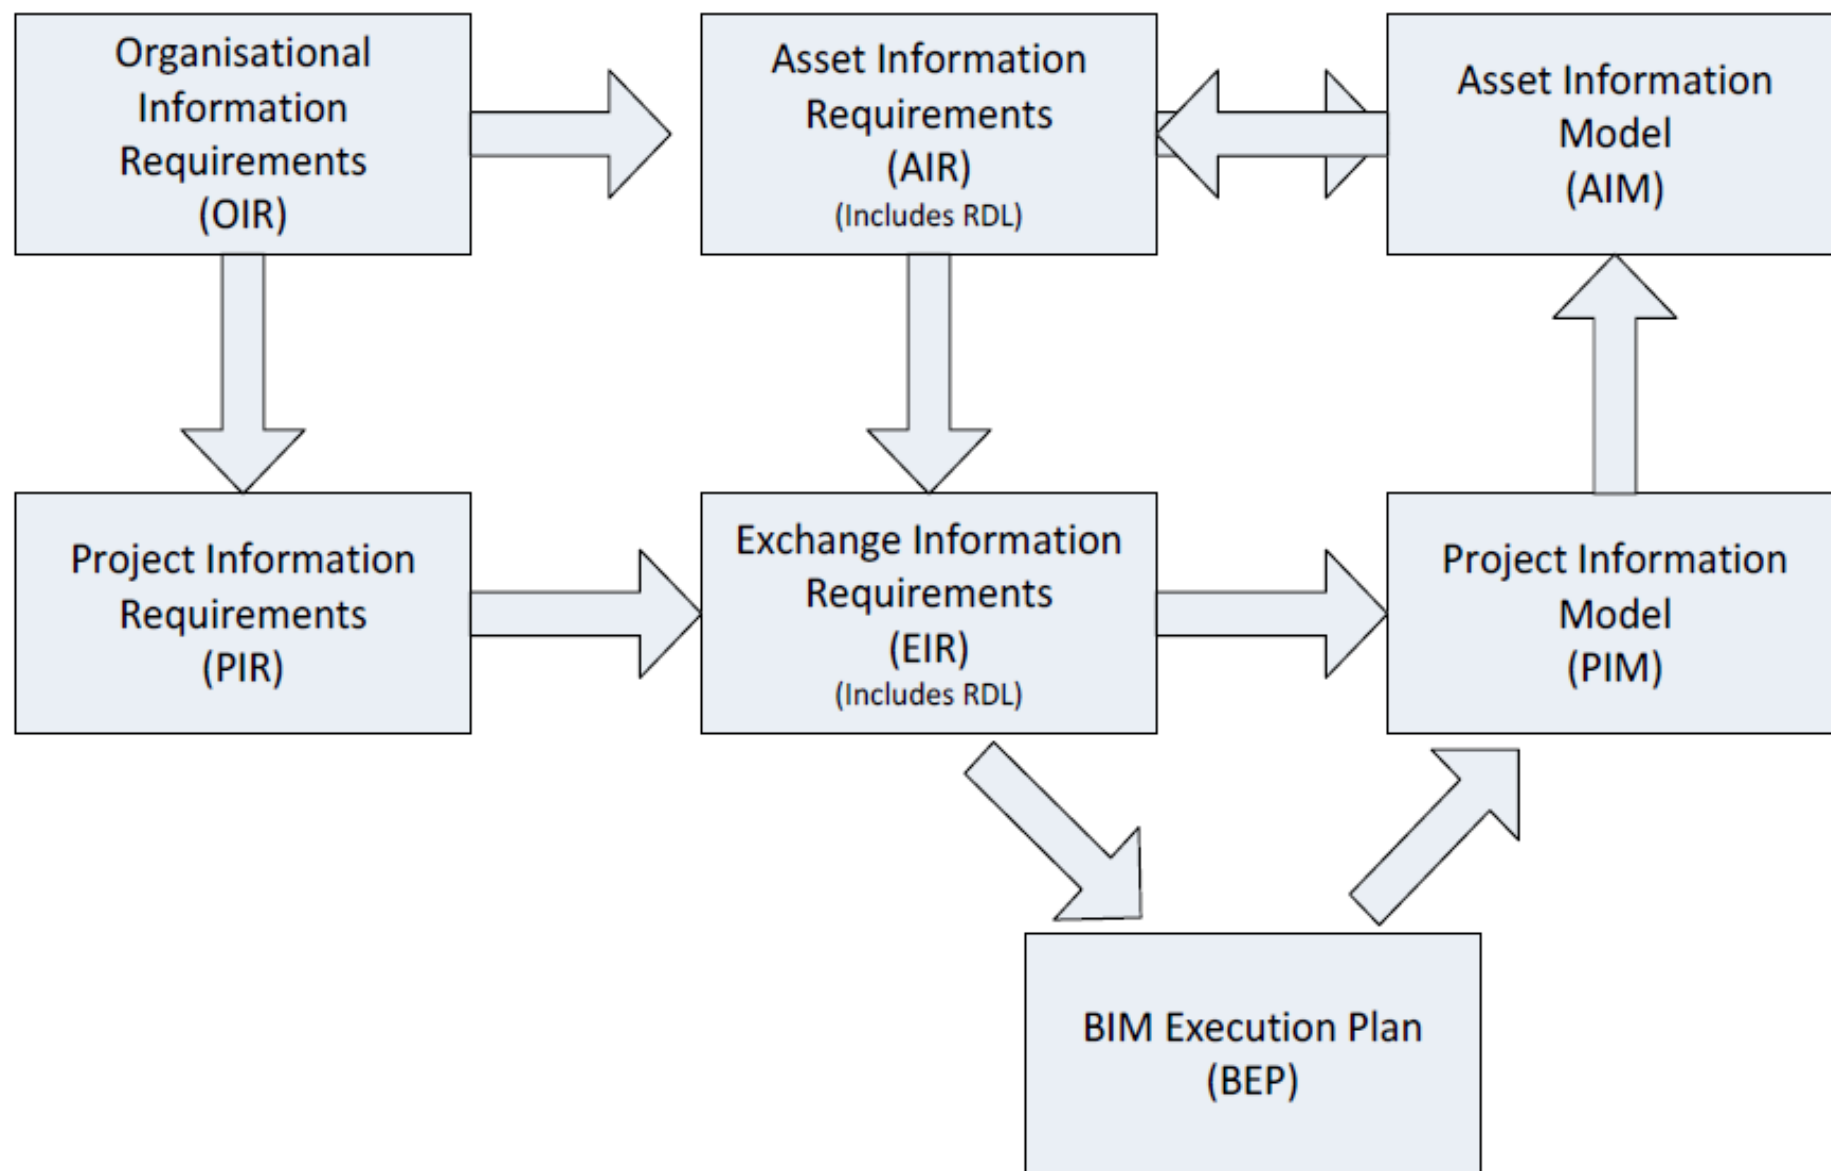 Organisational
Information
Requirements
(OIR)
Asset Information
Requirements
(AIR)
(Includes RDL)
Asset Information
Model
(AIM)
Project Information
Requirements
(PIR)
Exchange Information
Requirements
(EIR)
(Includes RDL)
Project Information
Model
(PIM)
BIM Execution Plan
(BEP)